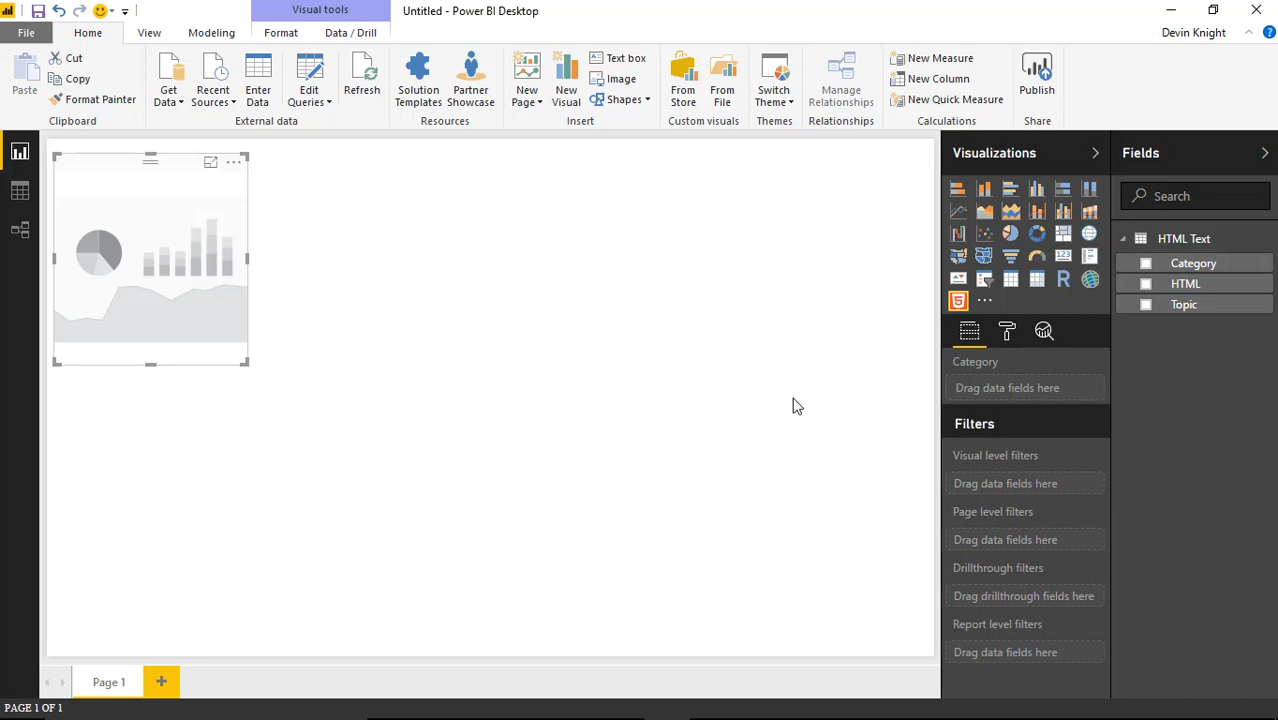 Visual tools
Untitled - Power BI Desktop
File
Home
View
Modeling
Format
Data / Drill
Devin Knight
Paste
Cut
Copy
Format Painter
Clipboard
Get Data
Recent Sources
Enter Data
Edit Queries
Refresh
External data
Solution Templates
Partner Showcase
Resources
New Page
New Visual
Text box
Image
Shapes
Insert
From Store
From File
Custom visuals
Switch Theme
Themes
Manage Relationships
Relationships
New Measure
New Column
New Quick Measure
Calculations
Publish
Share
Visualizations
123
R
5
Category
Drag data fields here
Filters
Visual level filters
Drag data fields here
Page level filters
Drag data fields here
Drillthrough filters
Drag drillthrough fields here
Report level filters
Drag data fields here
Fields
Search
HTML Text
Category
HTML
Topic
Page 1
PAGE 1 OF 1